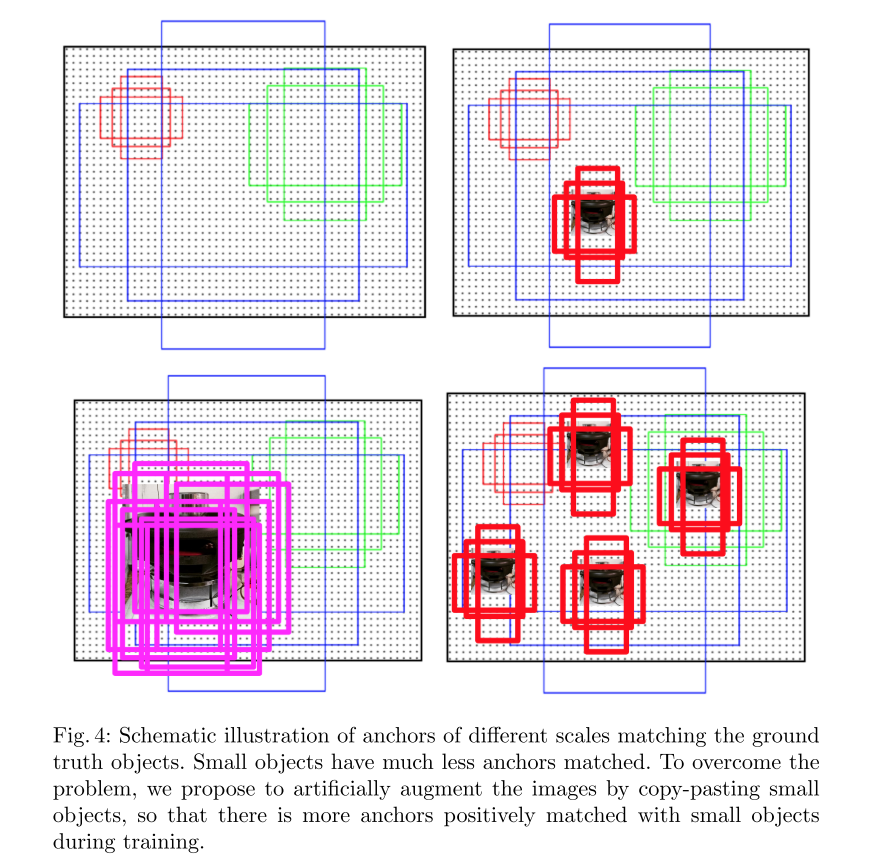 Fig. 4: Schematic illustration of anchors of different scales matching the ground
truth objects. Small objects have much less anchors matched. To overcome the
problem, we propose to artificially augment the images by copy-pasting small
objects, so that there is more anchors positively matched with small objects
during training.